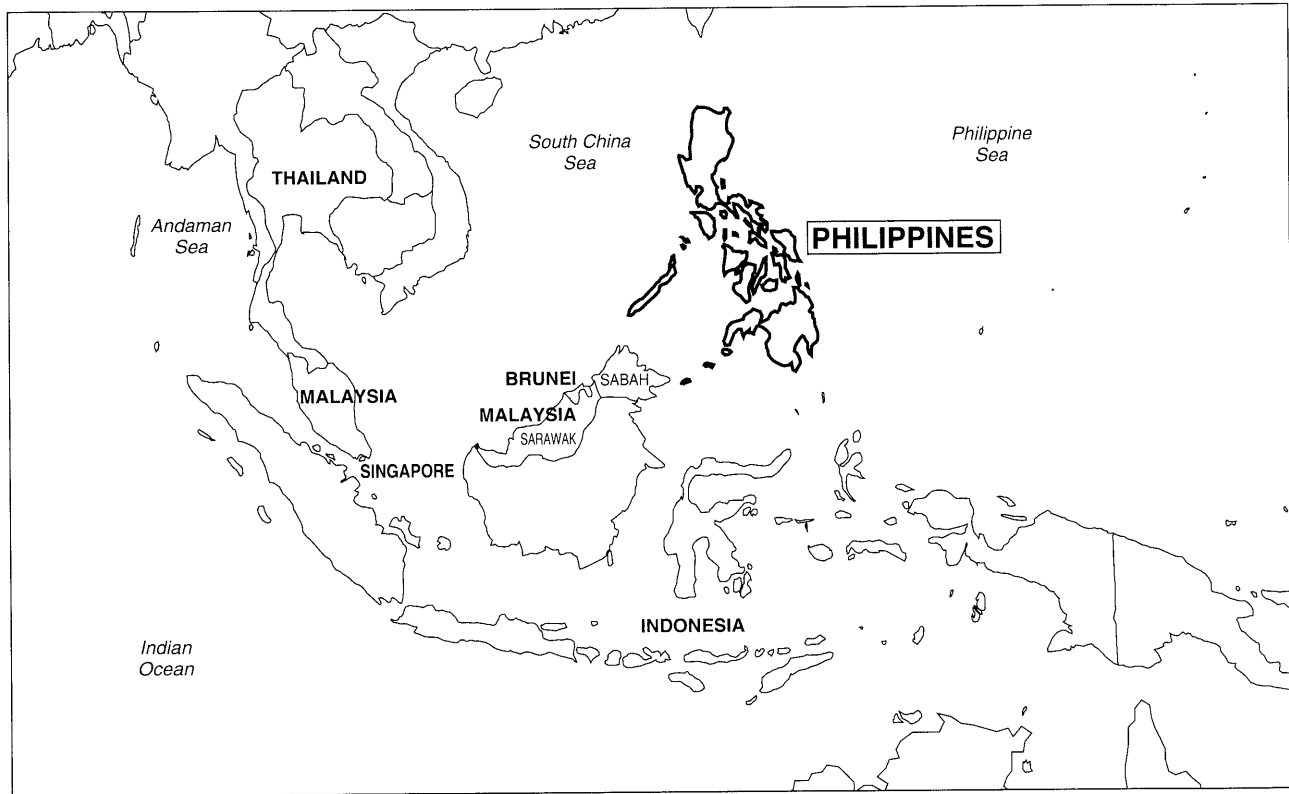 South China
Sea
Philippine
Sea
THAILAND
Andaman
Sea
PHILIPPINES
BRUNEI
SABAH
MALAYSIA
MALAYSIA
SARAWAK
SINGAPORE
INDONESIA
Indian
Ocean